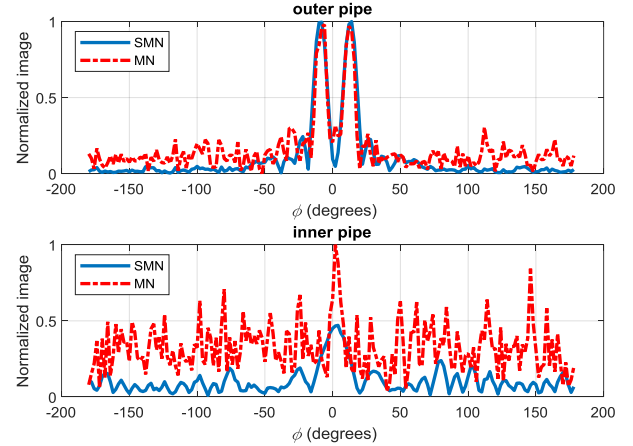 outer pipe
Normalized image
1
0.5
0
SMN
MN
-200 -150 -100 -50 0 50 100 150 200
ϕ (degrees)
inner pipe
Normalized image
1
0.5
0
SMN
MN
-200 -150 -100 -50 0 50 100 150 200
ϕ (degrees)